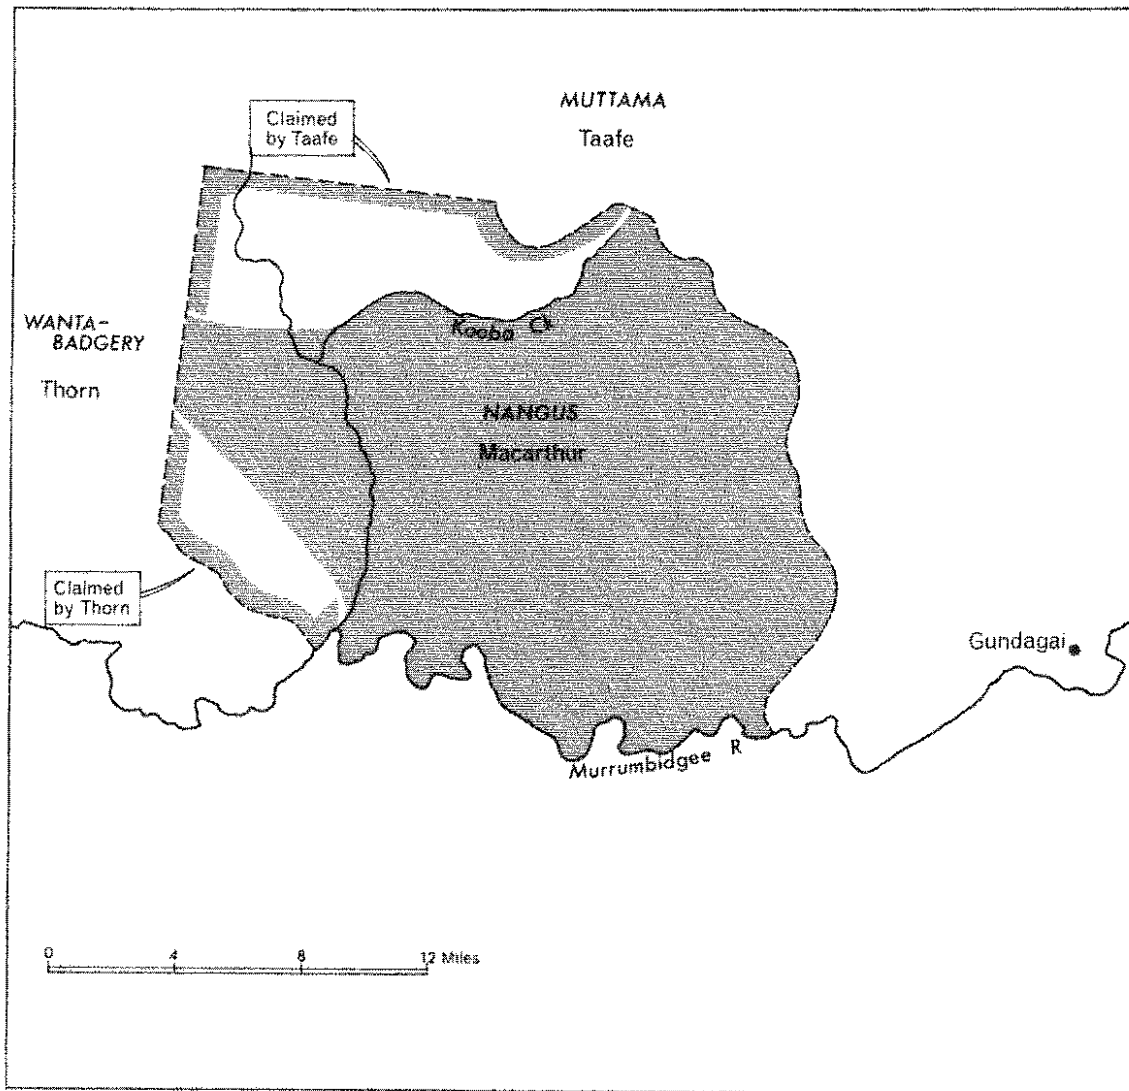 MUTTAMA
Taafe
Claimed
by Taafe
WANTA-
BADGERY
Thorn
Kooba Ck
NANGUS
Macarthur
Claimed
by Thorn
Gundagai
Murrumbidgee R
0 4 8 12 Miles